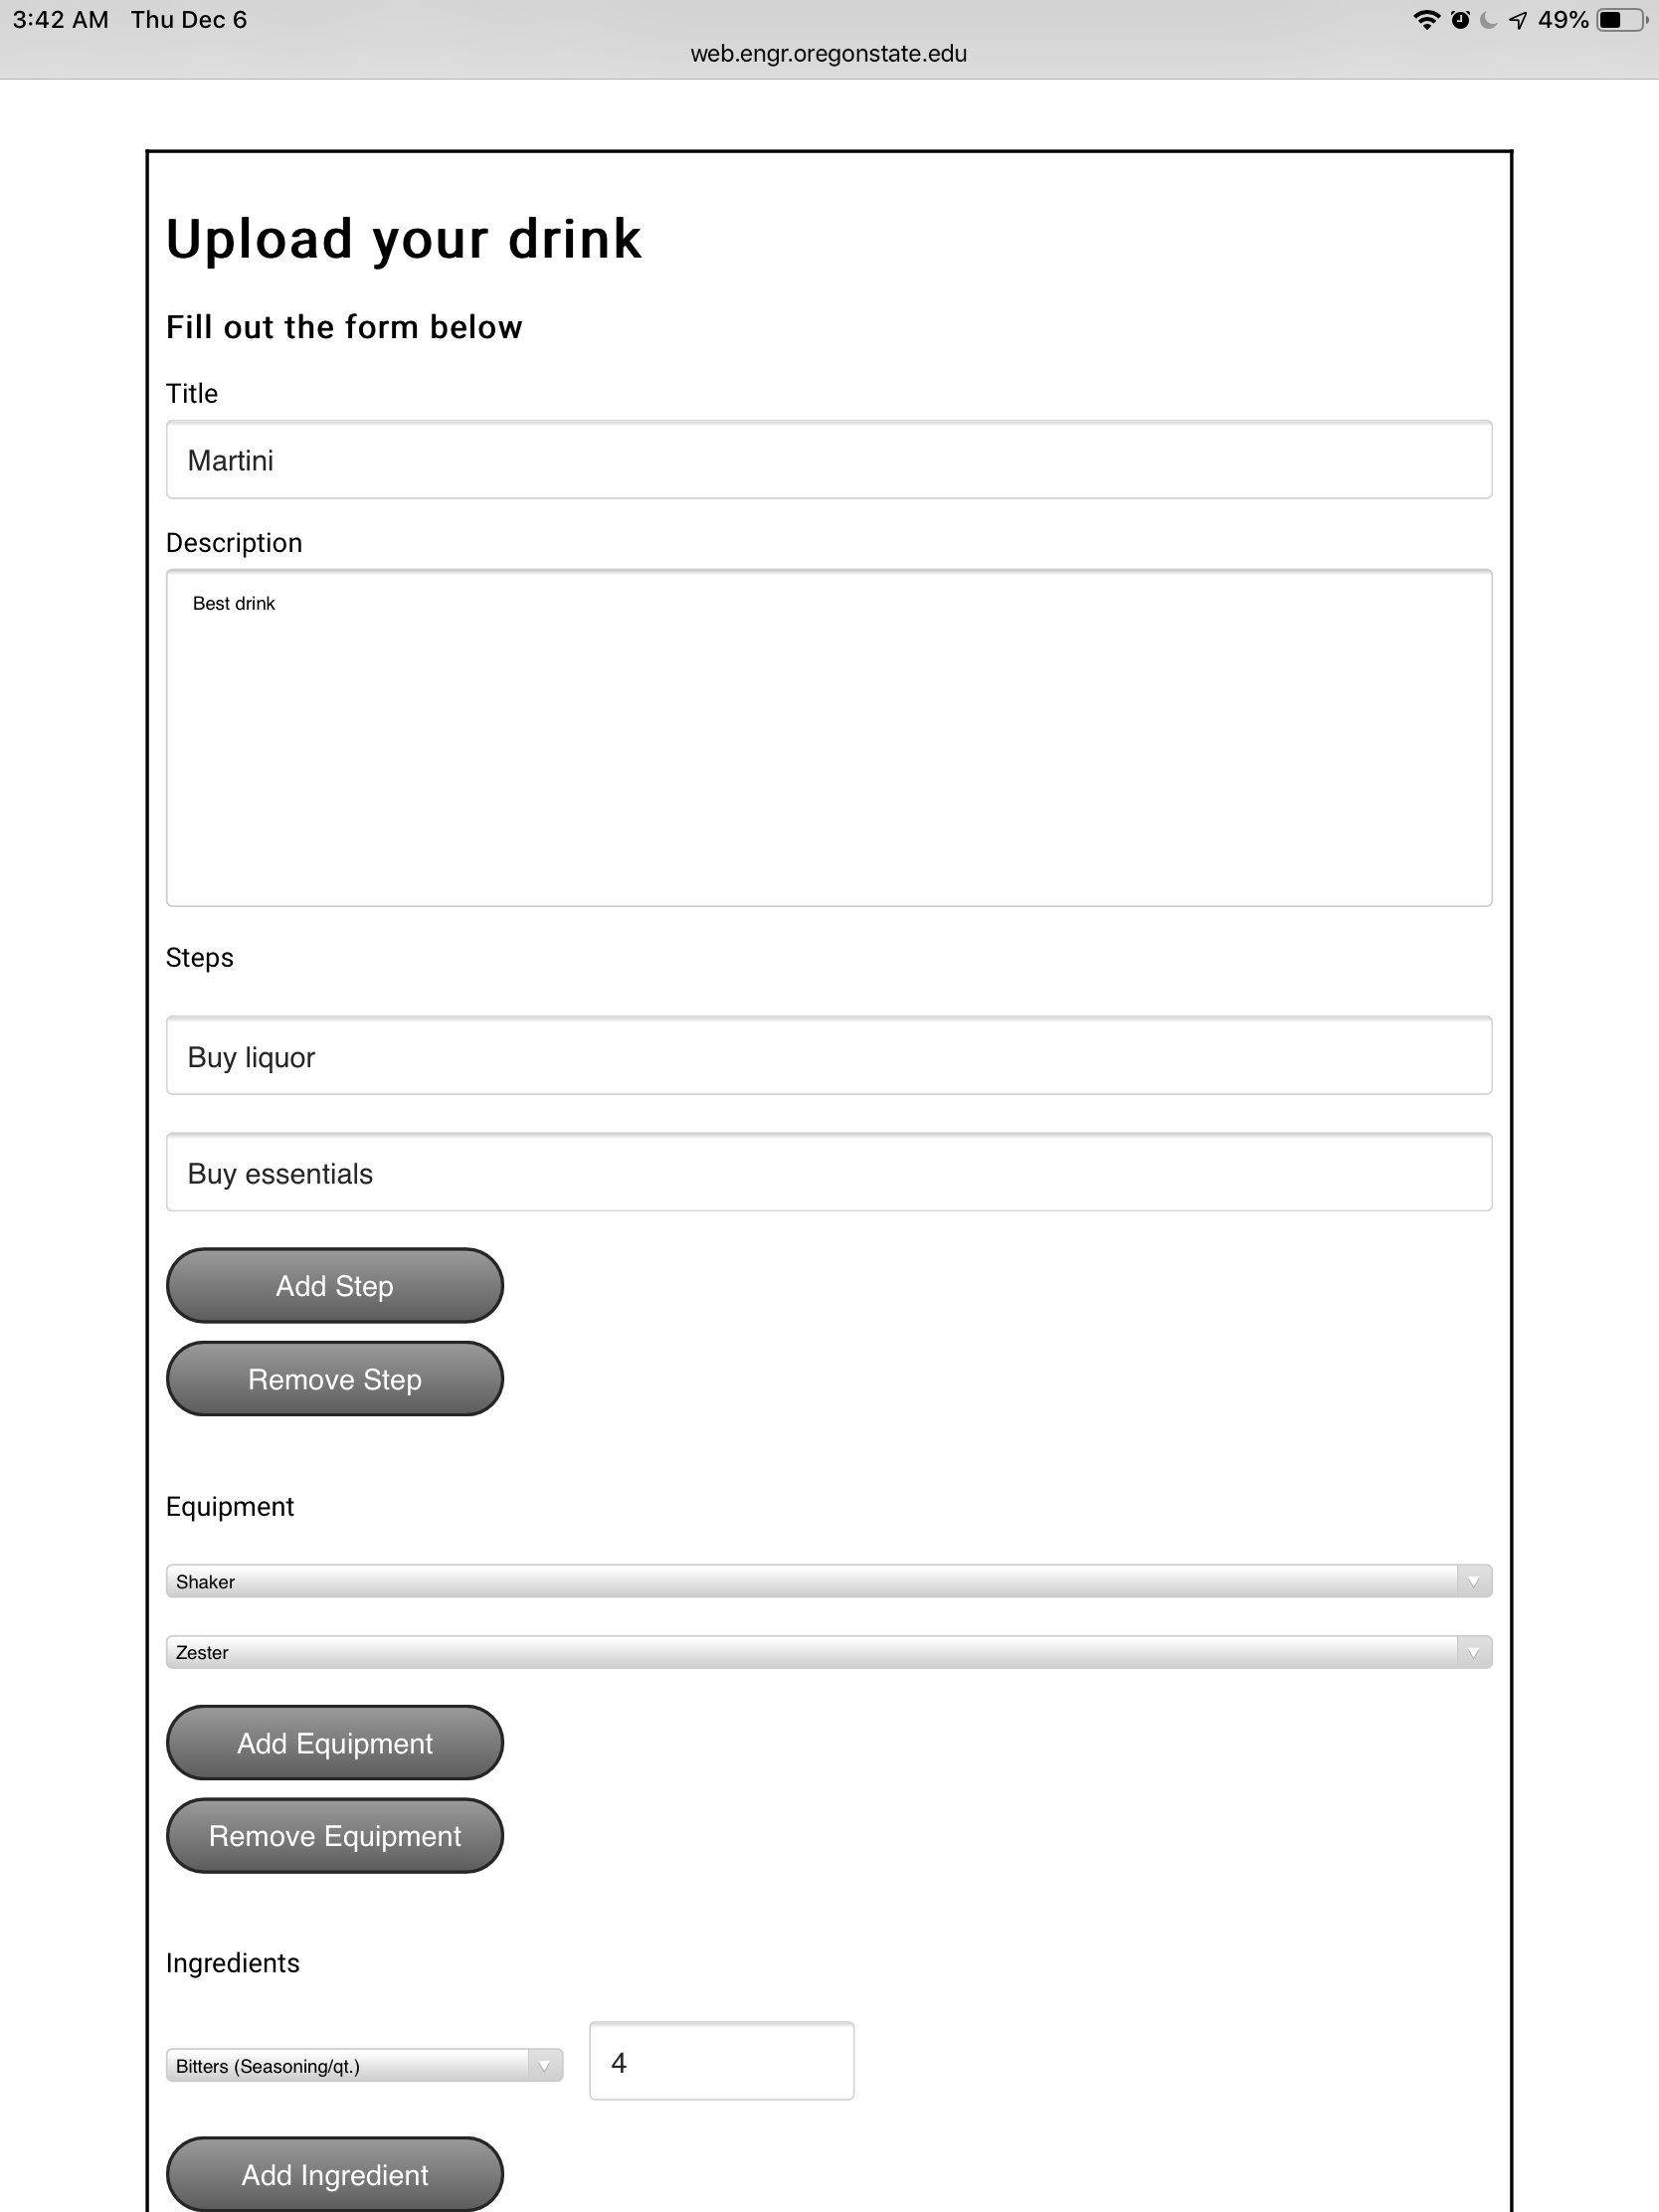 3:42 AM Thu Dec 6 49%
web.engr.oregonstate.edu
Upload your drink
Fill out the form below
Title
Martini
Description
Best drink
Steps
Buy liquor
Buy essentials
Add Step
Remove Step
Equipment
Shaker
Zester
Add Equipment
Remove Equipment
Ingredients
Bitters (Seasoning/qt.) 4
Add Ingredient